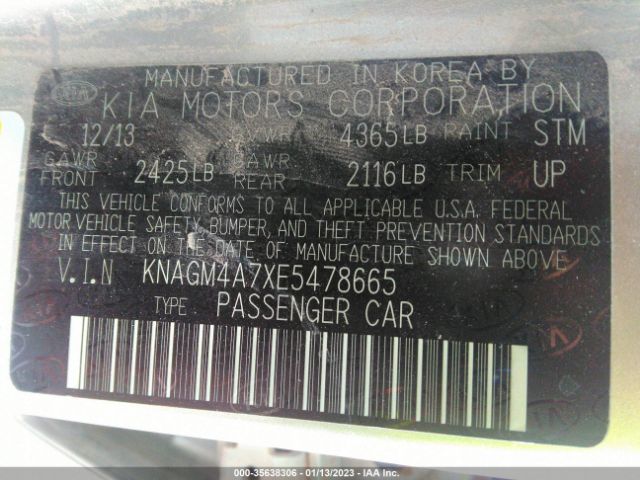 MANUFACTURED IN KOREA BY
KIA KIA MOTORS CORPORATION
12/13 GVWR 4365LB PAINT STM
GAWR FRONT 2425LB GAWR REAR 2116LB TRIM UP
THIS VEHICLE CONFORMS TO ALL APPLICABLE U.S.A. FEDERAL
MOTOR VEHICLE SAFETY, BUMPER, AND THEFT PREVENTION STANDARDS
IN EFFECT ON THE DATE OF MANUFACTURE SHOWN ABOVE.
V.I.N KNAGM4A7XE5478665
TYPE PASSENGER CAR
000-35638306 - 01/13/2023 - IAA Inc.